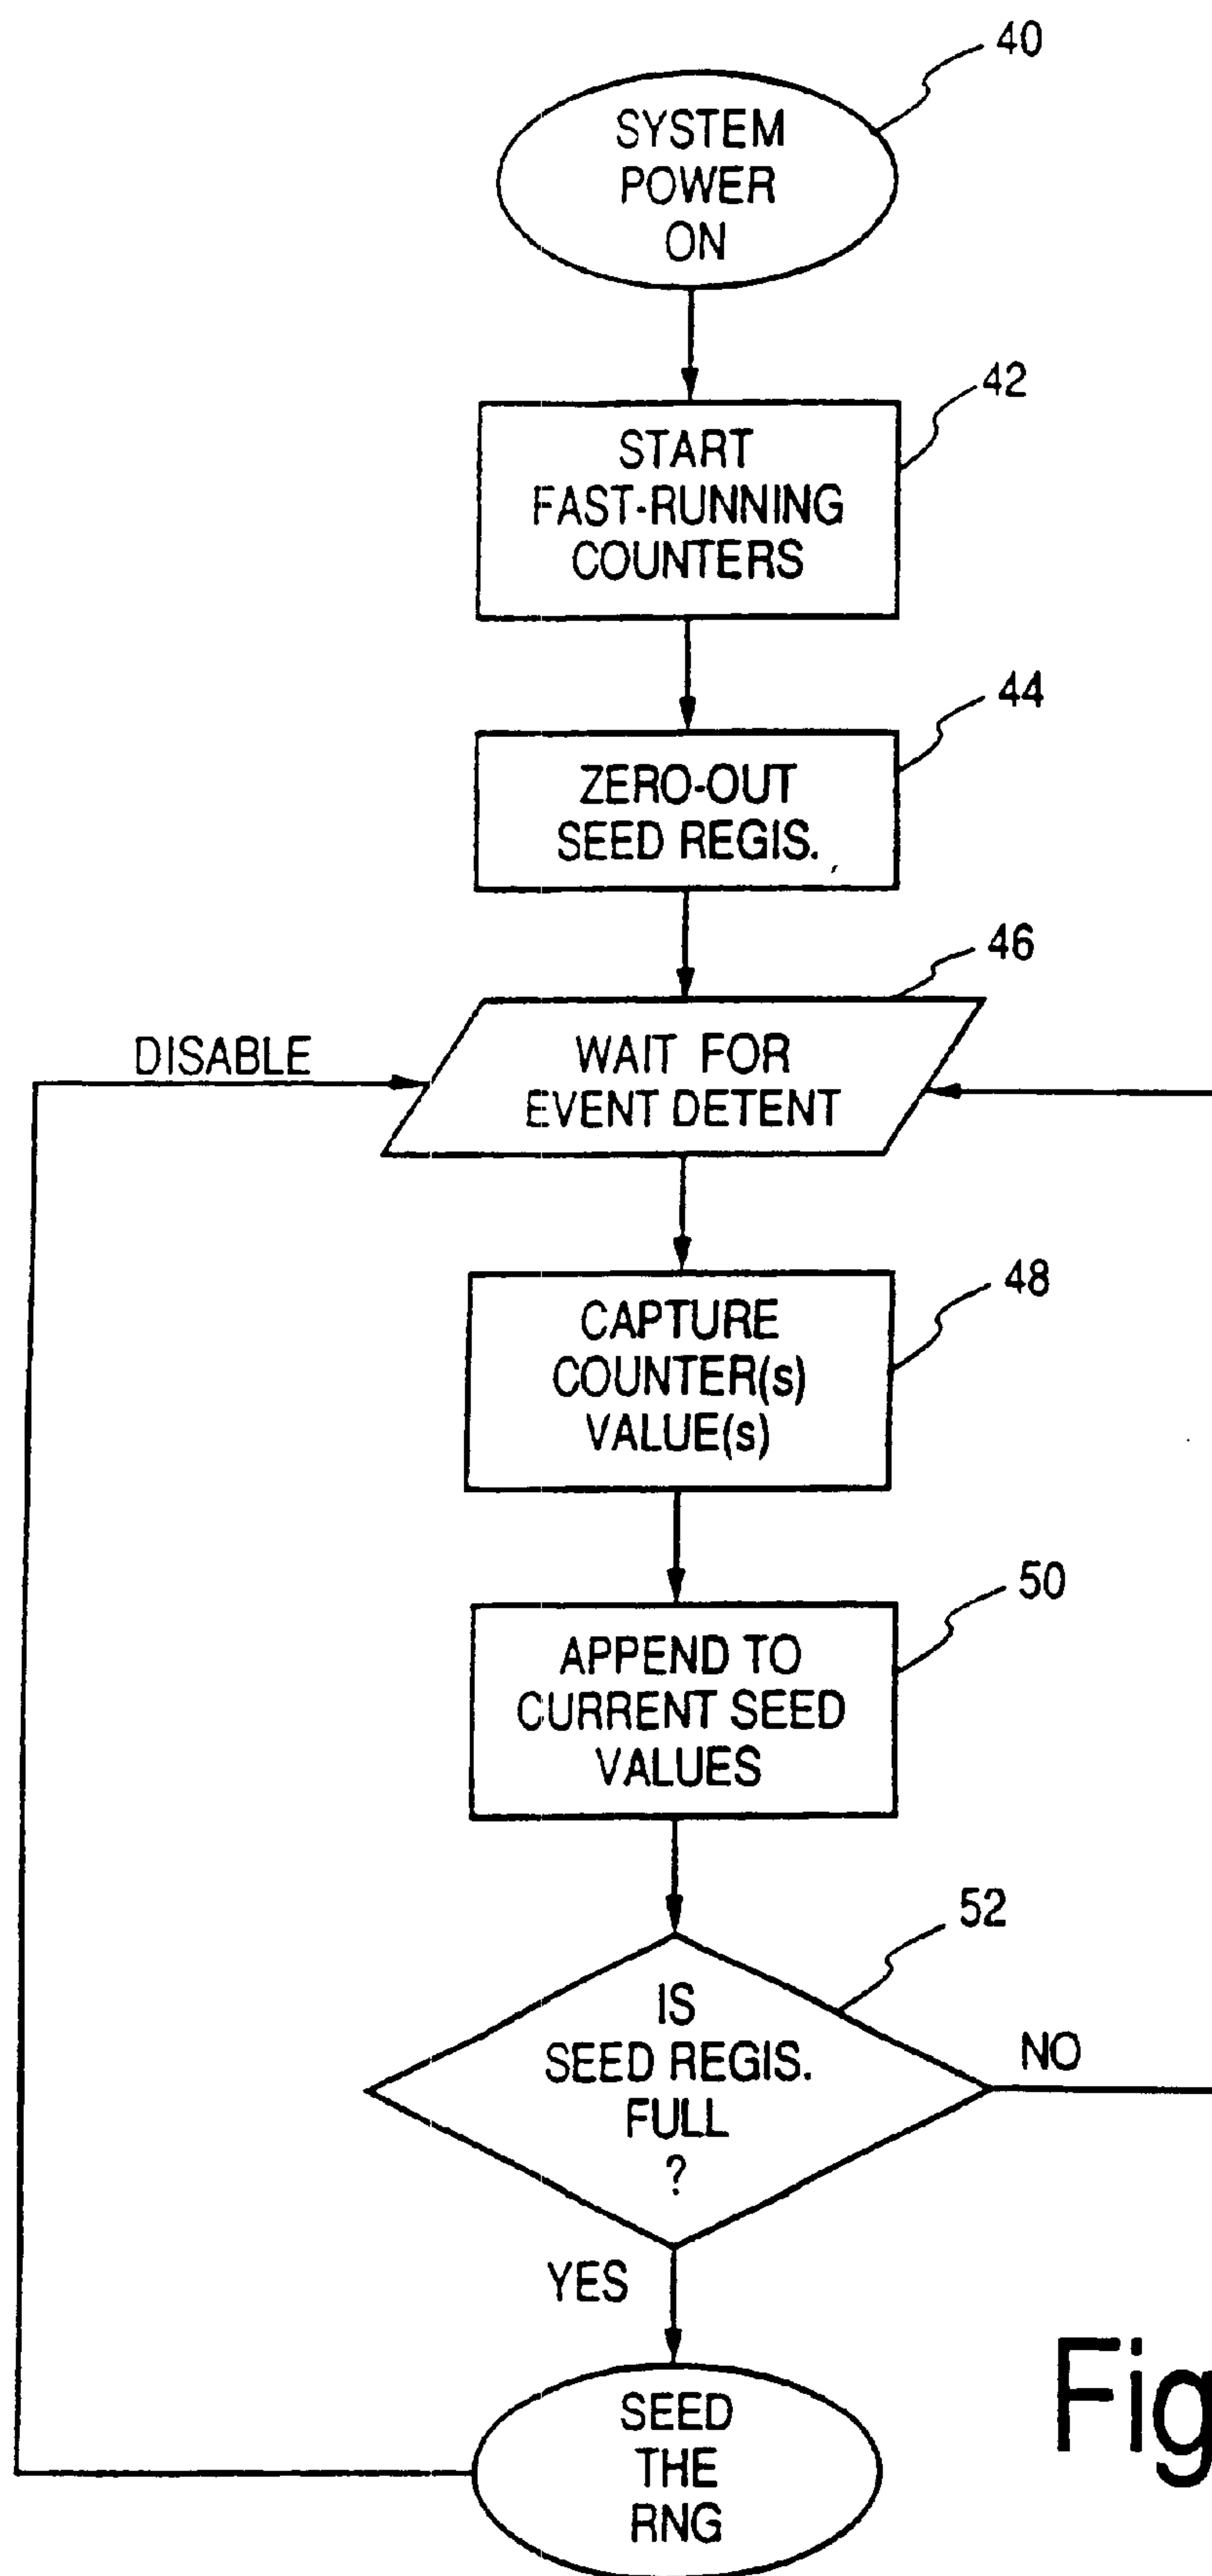 40
SYSTEM
POWER
ON
42
START
FAST-RUNNING
COUNTERS
44
ZERO-OUT
SEED REGIS.
46
DISABLE
WAIT FOR
EVENT DETENT
48
CAPTURE
COUNTER(s)
VALUE(s)
50
APPEND TO
CURRENT SEED
VALUES
52
IS
SEED REGIS.
FULL
?
NO
YES
SEED
THE
RNG
Fig